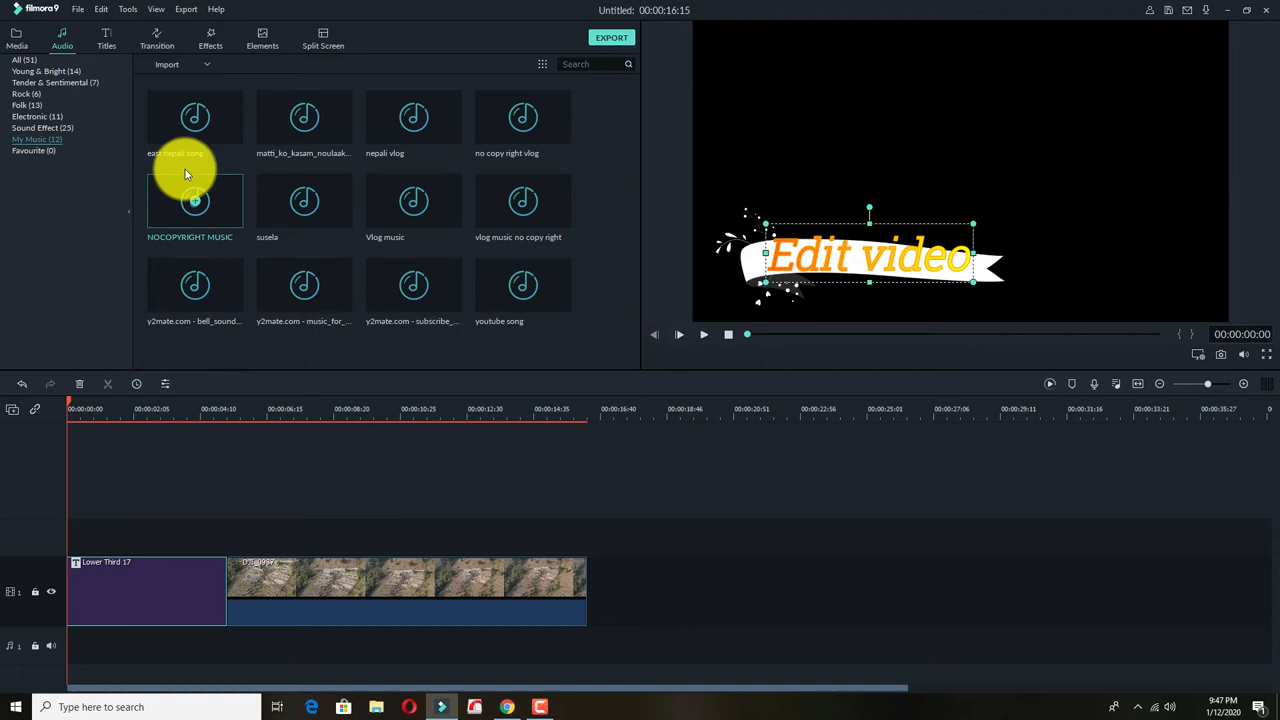 filmora9 File Edit Tools View Export Help
Untitled: 00:00:16:15
Media Audio Titles Transition Effects Elements Split Screen
EXPORT
All (51)
Young & Bright (14)
Tender & Sentimental (7)
Rock (6)
Folk (13)
Electronic (11)
Sound Effect (25)
My Music (12)
Favourite (0)
Import
Search
east nepali song
matti_ko_kasam_noulaak...
nepali vlog
no copy right vlog
NOCOPYRIGHT MUSIC
susela
Vlog music
vlog music no copy right
y2mate.com - bell_sound...
y2mate.com - music_for_...
y2mate.com - subscribe_...
youtube song
Edit video
00:00:00:00
00:00:00:00 00:00:02:05 00:00:04:10 00:00:06:15 00:00:08:20 00:00:10:25 00:00:12:30 00:00:14:35 00:00:16:40 00:00:18:46 00:00:20:51 00:00:22:56 00:00:25:01 00:00:27:06 00:00:29:11 00:00:31:16 00:00:33:21 00:00:35:27
T Lower Third 17
DJI_0937
1
1
Type here to search
9:47 PM
1/12/2020